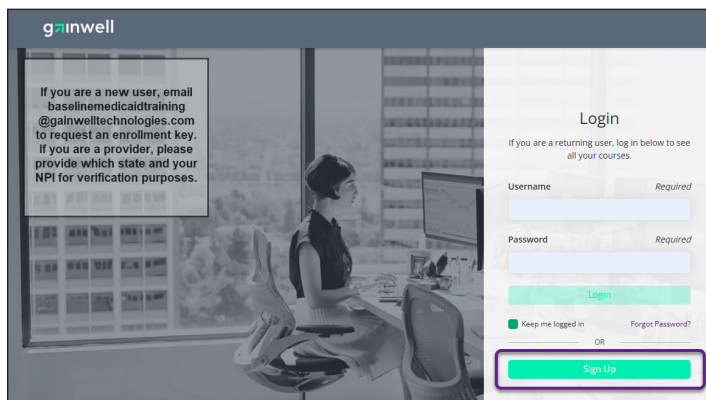 gainwell
If you are a new user, email
baselinemedicaidtraining
@gainwelltechnologies.com
to request an enrollment key.
If you are a provider, please
provide which state and your
NPI for verification purposes.
Login
If you are a returning user, log in below to see
all your courses.
Username Required
Password Required
Login
Keep me logged in Forgot Password?
OR
Sign Up